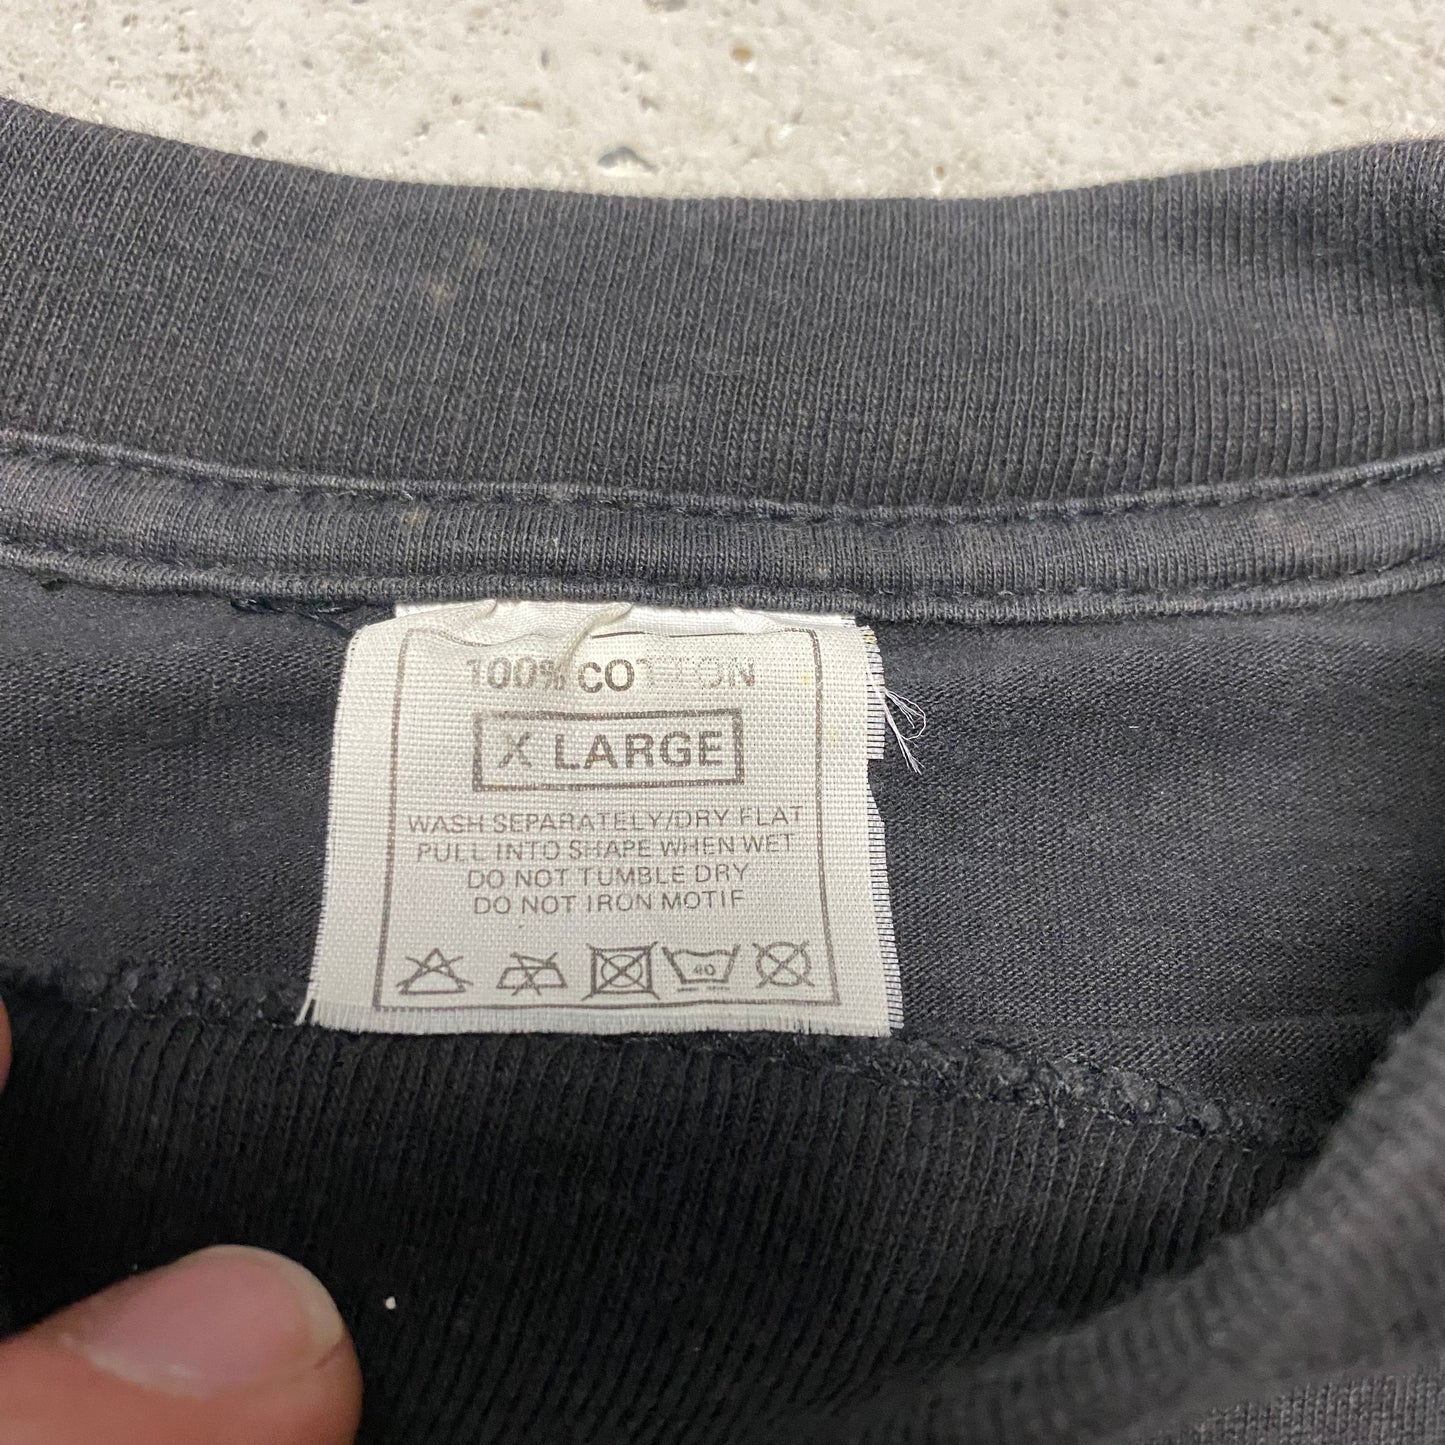 100% COTTON
X LARGE
WASH SEPARATELY/DRY FLAT
PULL INTO SHAPE WHEN WET
DO NOT TUMBLE DRY
DO NOT IRON MOTIF
40